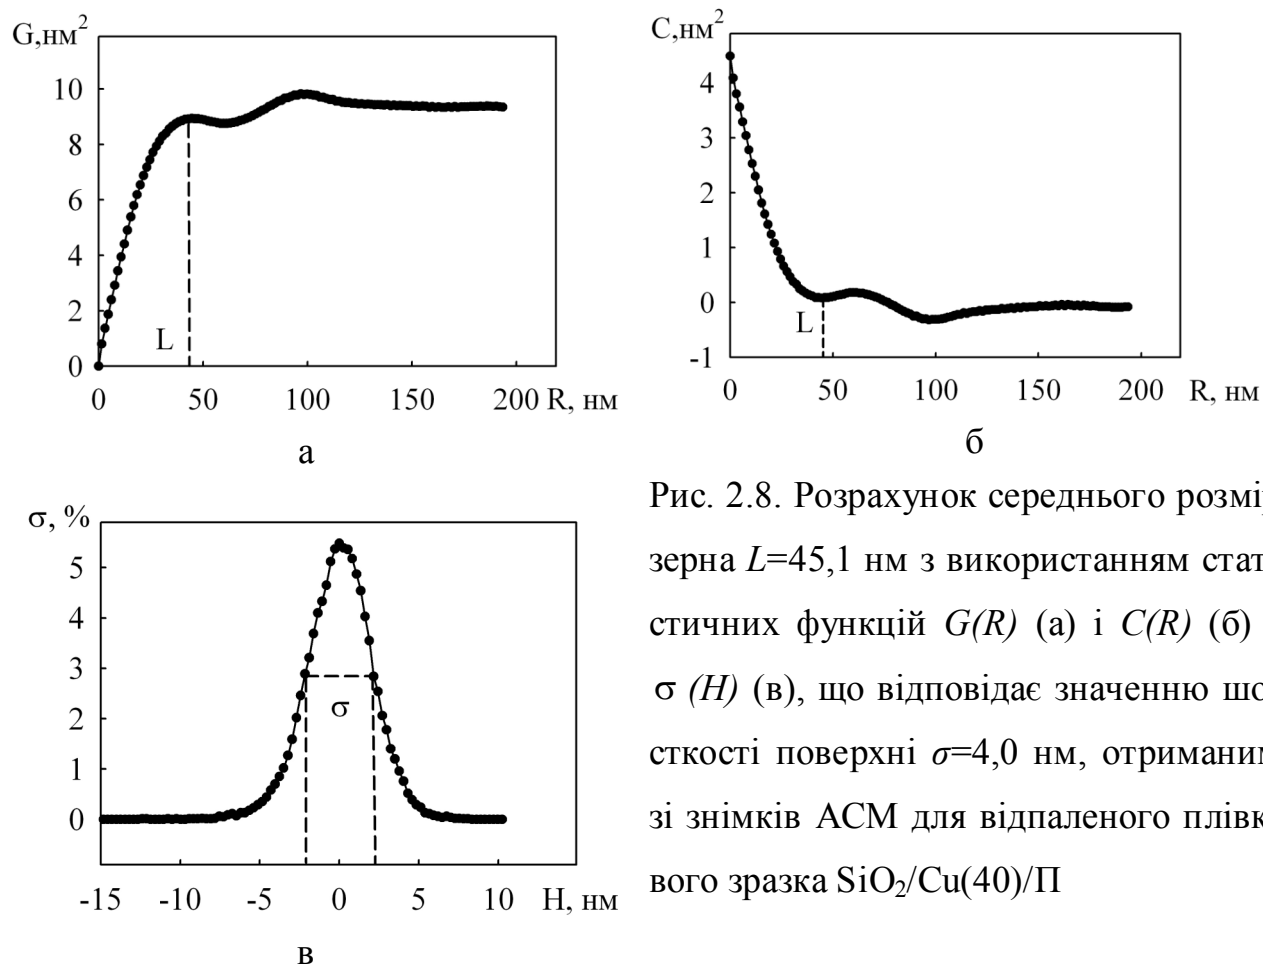 G,нм²
10
8
6
4
2
0
L
0 50 100 150 200 R, нм
а
C,нм²
4
3
2
1
0
-1
L
0 50 100 150 200 R, нм
б
σ, %
5
4
3
2
1
0
σ
-15 -10 -5 0 5 10 H, нм
в
Рис. 2.8. Розрахунок середнього розмір
зерна L=45,1 нм з використанням стат
стичних функцій G(R) (а) і C(R) (б)
σ (H) (в), що відповідає значенню шо
сткості поверхні σ=4,0 нм, отриманим
зі знімків АСМ для відпаленого плівк
вого зразка SiO₂/Cu(40)/П